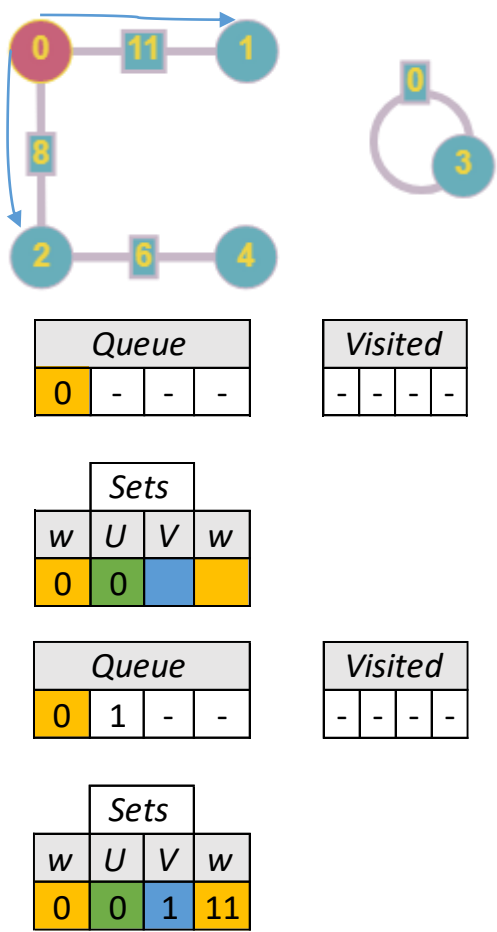 0 11 1
0
8
3
2 6 4
Queue Visited
0 - - - - - - -
Sets
w U V w
0 0
Queue Visited
0 1 - - - - - -
Sets
w U V w
0 0 1 11